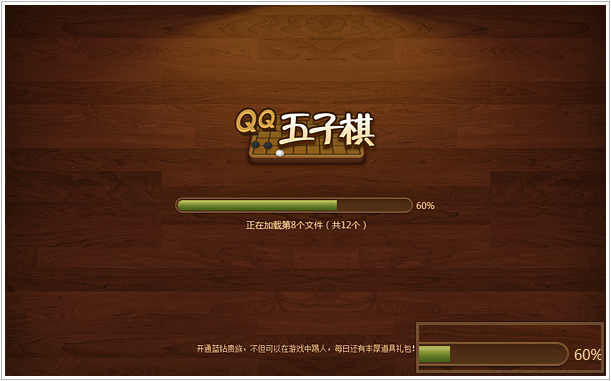 QQ五子棋
60%
正在加载第8个文件（共12个）
开通蓝钻贵族，不但可以在游戏中踢人，每日还有丰厚道具礼包！
60%